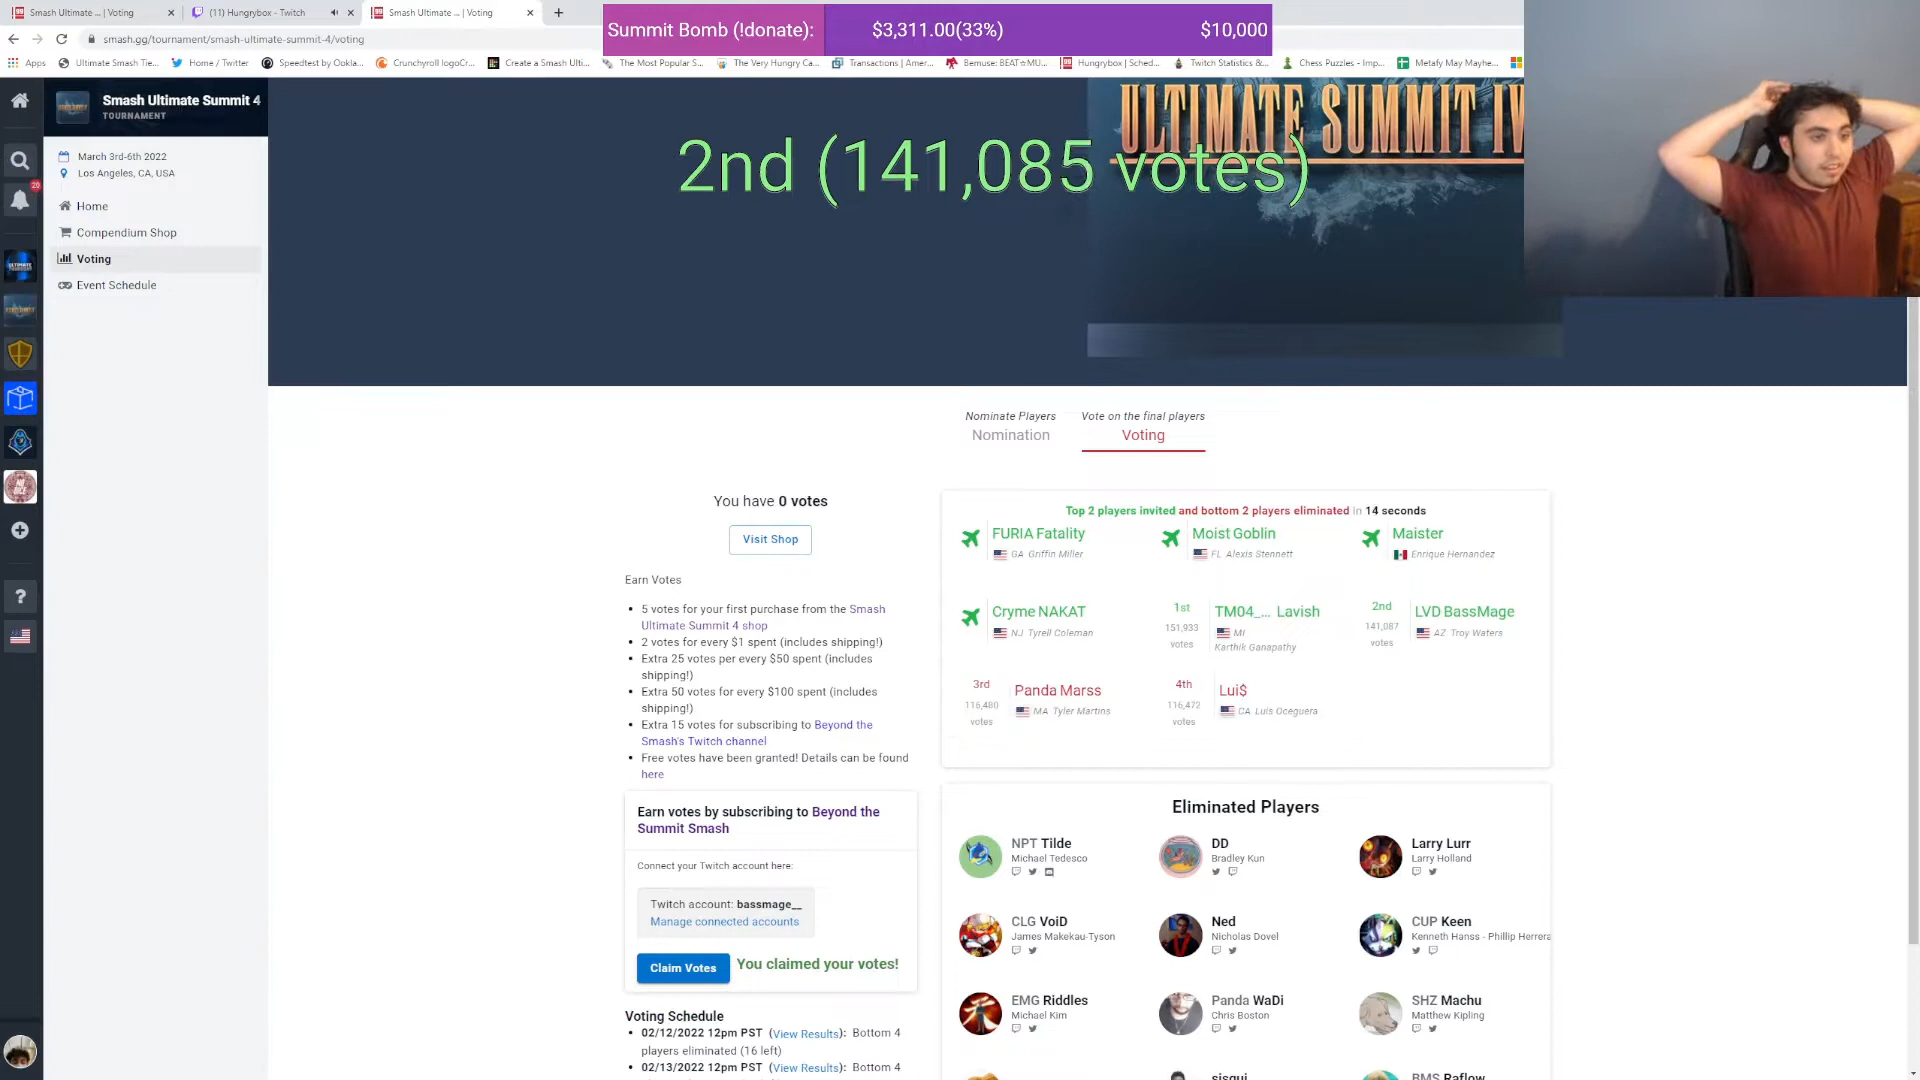 Smash Ultimate ... | Voting
(11) Hungrybox - Twitch
Smash Ultimate ... | Voting
smash.gg/tournament/smash-ultimate-summit-4/voting
Summit Bomb (!donate):
$3,311.00(33%)
$10,000
Apps
Ultimate Smash Tie...
Home / Twitter
Speedtest by Ookla...
Crunchyroll logoCr...
Create a Smash Ulti...
The Most Popular S...
The Very Hungry Ca...
Transactions | Amer...
Bemuse: BEAT☆MU...
Hungrybox | Sched...
Twitch Statistics &...
Chess Puzzles - Imp...
Metafy May Mayhe...
Smash Ultimate Summit 4
TOURNAMENT
20
March 3rd-6th 2022
Los Angeles, CA, USA
Home
Compendium Shop
Voting
Event Schedule
ULTIMATE SUMMIT IV
2nd (141,085 votes)
Nominate Players
Nomination
Vote on the final players
Voting
You have 0 votes
Visit Shop
Earn Votes
5 votes for your first purchase from the Smash
Ultimate Summit 4 shop
2 votes for every $1 spent (includes shipping!)
Extra 25 votes per every $50 spent (includes
shipping!)
Extra 50 votes for every $100 spent (includes
shipping!)
Extra 15 votes for subscribing to Beyond the
Smash's Twitch channel
Free votes have been granted! Details can be found
here
Earn votes by subscribing to Beyond the
Summit Smash
Connect your Twitch account here:
Twitch account: bassmage__
Manage connected accounts
Claim Votes
You claimed your votes!
Voting Schedule
02/12/2022 12pm PST (View Results): Bottom 4
players eliminated (16 left)
02/13/2022 12pm PST (View Results): Bottom 4
Top 2 players invited and bottom 2 players eliminated in 14 seconds
FURIA Fatality
GA Griffin Miller
Moist Goblin
FL Alexis Stennett
Maister
Enrique Hernandez
Cryme NAKAT
NJ Tyrell Coleman
1st
151,933
votes
TM04_... Lavish
MI
Karthik Ganapathy
2nd
141,087
votes
LVD BassMage
AZ Troy Waters
3rd
116,480
votes
Panda Marss
MA Tyler Martins
4th
116,472
votes
Lui$
CA Luis Oceguera
Eliminated Players
NPT Tilde
Michael Tedesco
DD
Bradley Kun
Larry Lurr
Larry Holland
CLG VoiD
James Makekau-Tyson
Ned
Nicholas Dovel
CUP Keen
Kenneth Hanss - Phillip Herrera
EMG Riddles
Michael Kim
Panda WaDi
Chris Boston
SHZ Machu
Matthew Kipling
sisqui
BMS Raflow